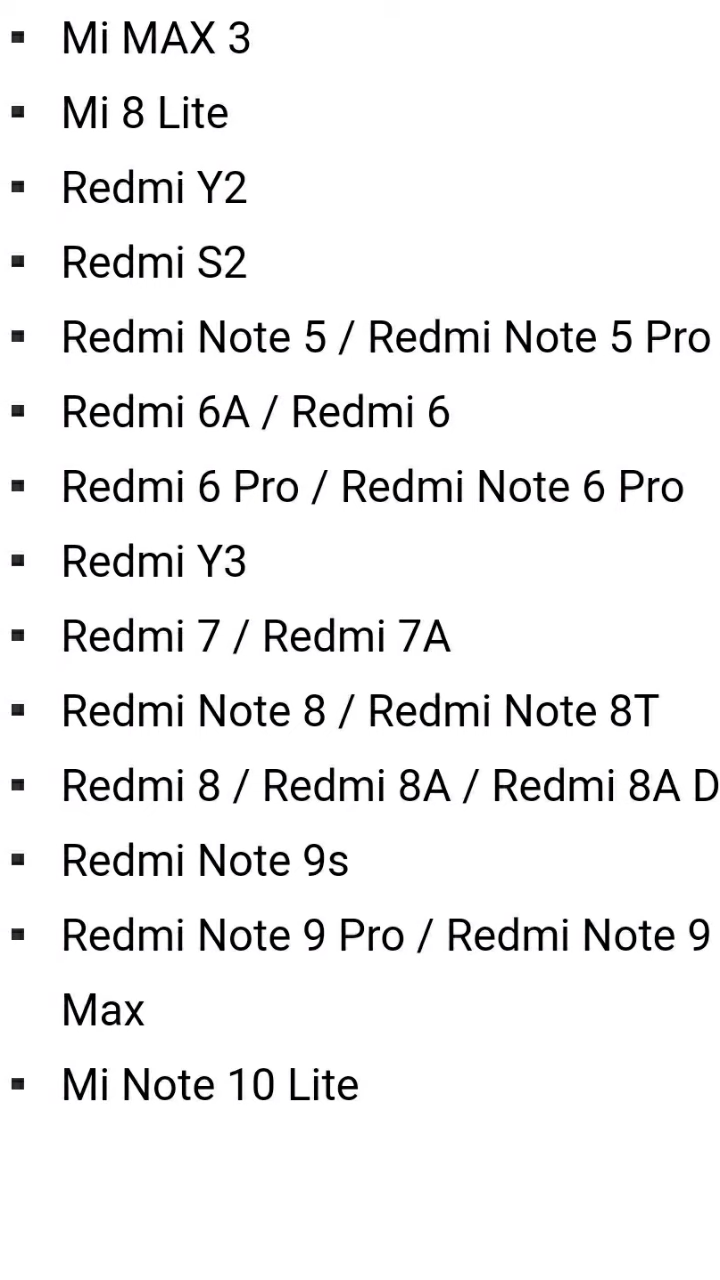 ▪ Mi MAX 3
▪ Mi 8 Lite
▪ Redmi Y2
▪ Redmi S2
▪ Redmi Note 5 / Redmi Note 5 Pro
▪ Redmi 6A / Redmi 6
▪ Redmi 6 Pro / Redmi Note 6 Pro
▪ Redmi Y3
▪ Redmi 7 / Redmi 7A
▪ Redmi Note 8 / Redmi Note 8T
▪ Redmi 8 / Redmi 8A / Redmi 8A D
▪ Redmi Note 9s
▪ Redmi Note 9 Pro / Redmi Note 9
Max
▪ Mi Note 10 Lite